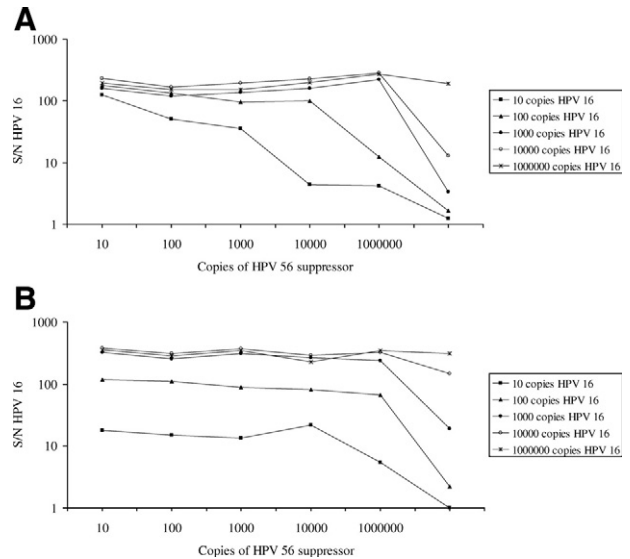 A
1000
100
10
1
S/N HPV 16
10 100 1000 10000 1000000
Copies of HPV 56 suppressor
10 copies HPV 16
100 copies HPV 16
1000 copies HPV 16
10000 copies HPV 16
1000000 copies HPV 16
B
1000
100
10
1
S/N HPV 16
10 100 1000 10000 1000000
Copies of HPV 56 suppressor
10 copies HPV 16
100 copies HPV 16
1000 copies HPV 16
10000 copies HPV 16
1000000 copies HPV 16